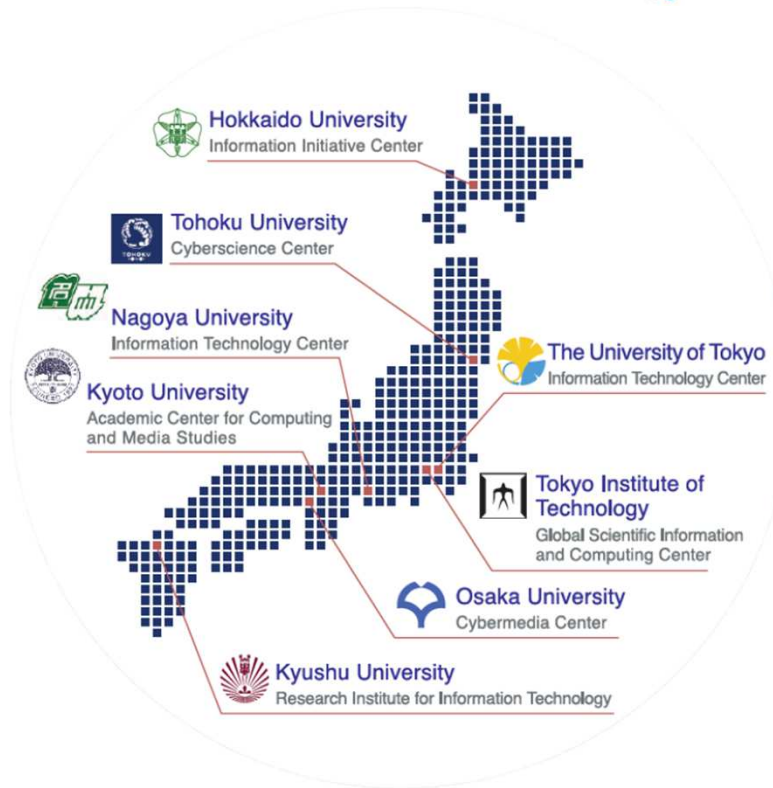 Hokkaido University
Information Initiative Center
Tohoku University
Cyberscience Center
TOHOKU
Nagoya University
Information Technology Center
Kyoto University
Academic Center for Computing
and Media Studies
The University of Tokyo
Information Technology Center
Tokyo Institute of
Technology
Global Scientific Information
and Computing Center
Osaka University
Cybermedia Center
Kyushu University
Research Institute for Information Technology